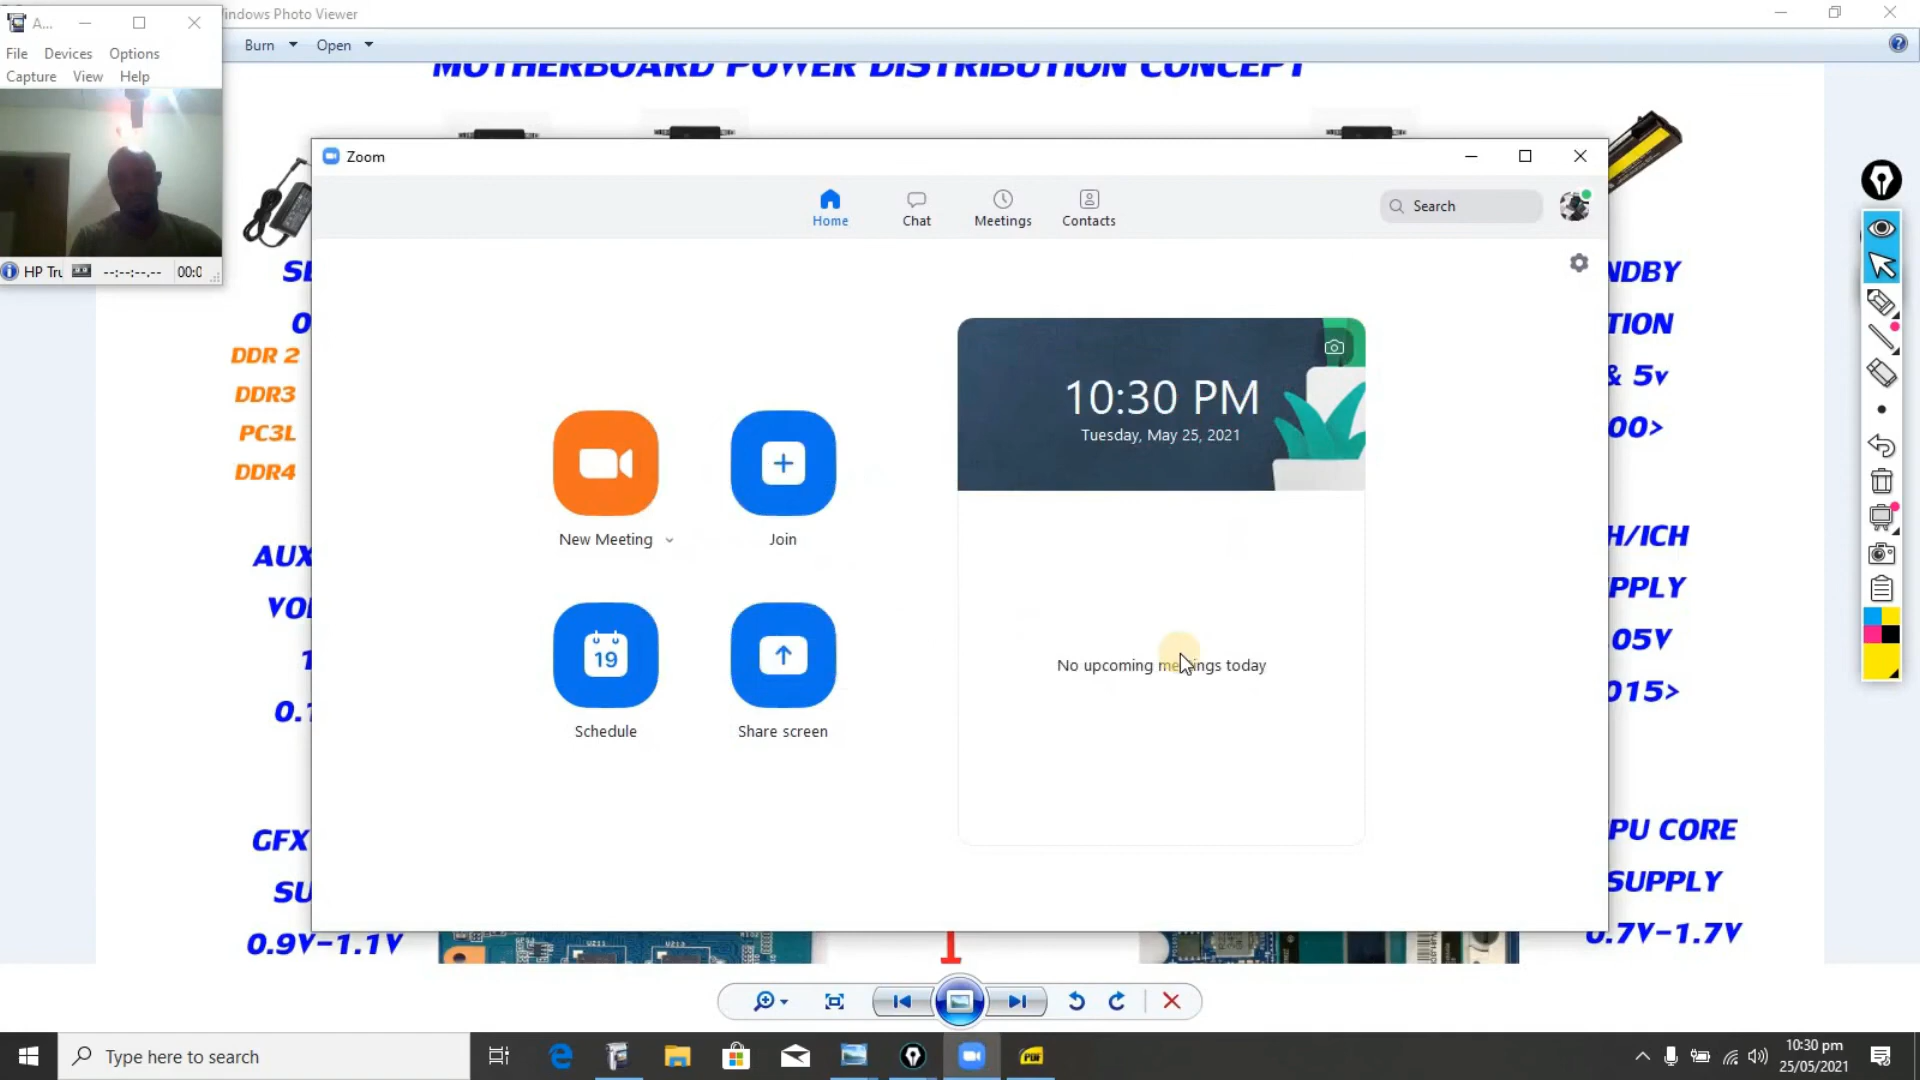 A...
Windows Photo Viewer
File Devices Options
Capture View Help
Burn Open
MOTHERBOARD POWER DISTRIBUTION CONCEPT
HP Tru --:--:--.-- 00:0
Zoom
Home Chat Meetings Contacts
Search
DDR 2
DDR3
PC3L
DDR4
AUX
GFX
0.9V-1.1V
10:30 PM
Tuesday, May 25, 2021
New Meeting
Join
19
Schedule
Share screen
No upcoming meetings today
NDBY
TION
& 5v
00>
H/ICH
PPLY
05V
015>
PU CORE
SUPPLY
0.7V-1.7V
Type here to search
PDF
10:30 pm
25/05/2021